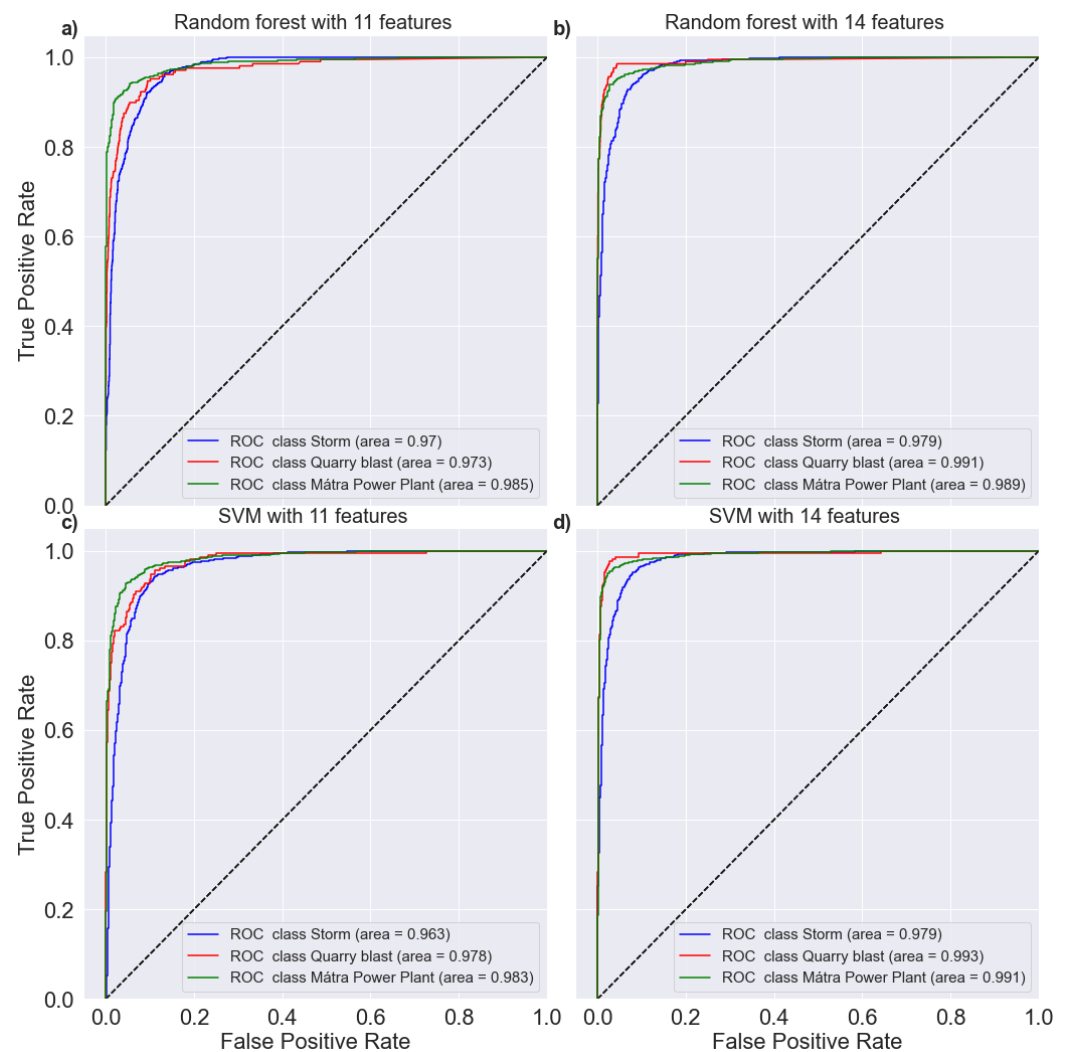 a)
Random forest with 11 features
1.0
0.8
0.6
0.4
0.2
0.0
True Positive Rate
ROC  class Storm (area = 0.97)
ROC  class Quarry blast (area = 0.973)
ROC  class Mátra Power Plant (area = 0.985)
b)
Random forest with 14 features
ROC  class Storm (area = 0.979)
ROC  class Quarry blast (area = 0.991)
ROC  class Mátra Power Plant (area = 0.989)
c)
SVM with 11 features
1.0
0.8
0.6
0.4
0.2
0.0
True Positive Rate
ROC  class Storm (area = 0.963)
ROC  class Quarry blast (area = 0.978)
ROC  class Mátra Power Plant (area = 0.983)
0.0 0.2 0.4 0.6 0.8 1.0
False Positive Rate
d)
SVM with 14 features
ROC  class Storm (area = 0.979)
ROC  class Quarry blast (area = 0.993)
ROC  class Mátra Power Plant (area = 0.991)
0.0 0.2 0.4 0.6 0.8 1.0
False Positive Rate